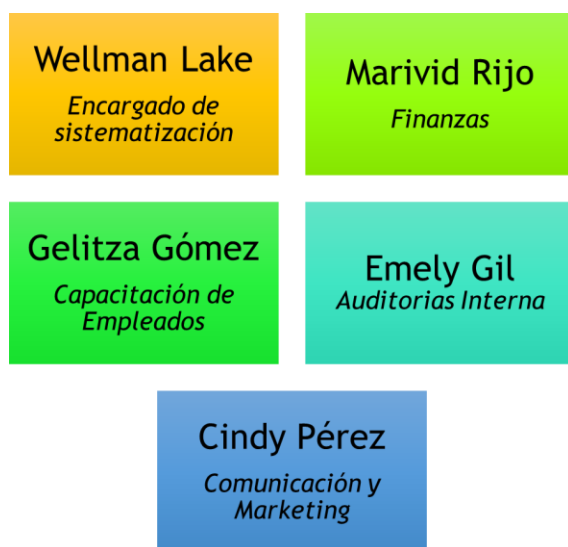 Wellman Lake
Encargado de
sistematización
Marivid Rijo
Finanzas
Gelitza Gómez
Capacitación de
Empleados
Emely Gil
Auditorias Interna
Cindy Pérez
Comunicación y
Marketing